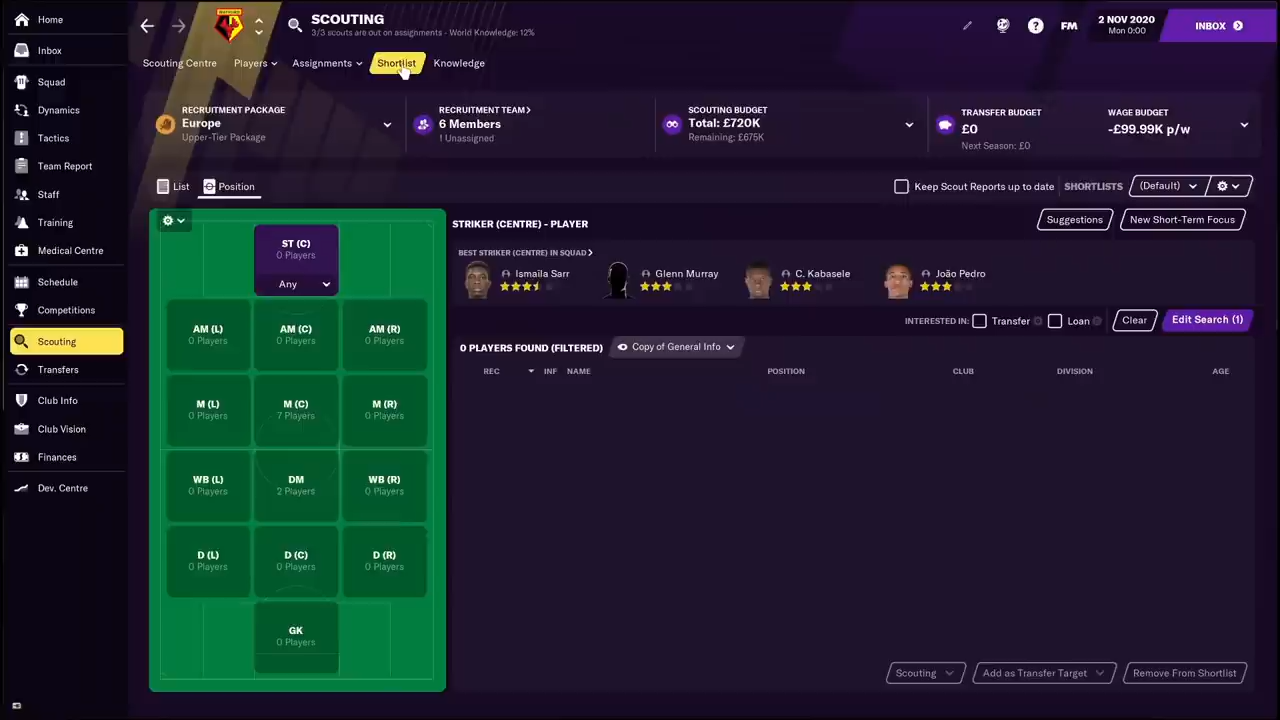 Home
Inbox
Squad
Dynamics
Tactics
Team Report
Staff
Training
Medical Centre
Schedule
Competitions
Scouting
Transfers
Club Info
Club Vision
Finances
Dev. Centre
SCOUTING
3/3 scouts are out on assignments - World Knowledge: 12%
FM
2 NOV 2020
Mon 0:00
INBOX
Scouting Centre Players Assignments Shortlist Knowledge
RECRUITMENT PACKAGE
Europe
Upper-Tier Package
RECRUITMENT TEAM
6 Members
! Unassigned
SCOUTING BUDGET
Total: £720K
Remaining: £675K
TRANSFER BUDGET
£0
Next Season: £0
WAGE BUDGET
-£99.99K p/w
List Position
Keep Scout Reports up to date SHORTLISTS (Default)
ST (C)
0 Players
Any
AM (L)
0 Players
AM (C)
0 Players
AM (R)
0 Players
M (L)
0 Players
M (C)
7 Players
M (R)
0 Players
WB (L)
0 Players
DM
2 Players
WB (R)
0 Players
D (L)
0 Players
D (C)
0 Players
D (R)
0 Players
GK
0 Players
STRIKER (CENTRE) - PLAYER
Suggestions New Short-Term Focus
BEST STRIKER (CENTRE) IN SQUAD
Ismaïla Sarr Glenn Murray C. Kabasele João Pedro
INTERESTED IN: Transfer Loan Clear Edit Search (1)
0 PLAYERS FOUND (FILTERED) Copy of General Info
REC INF NAME POSITION CLUB DIVISION AGE
Scouting Add as Transfer Target Remove From Shortlist